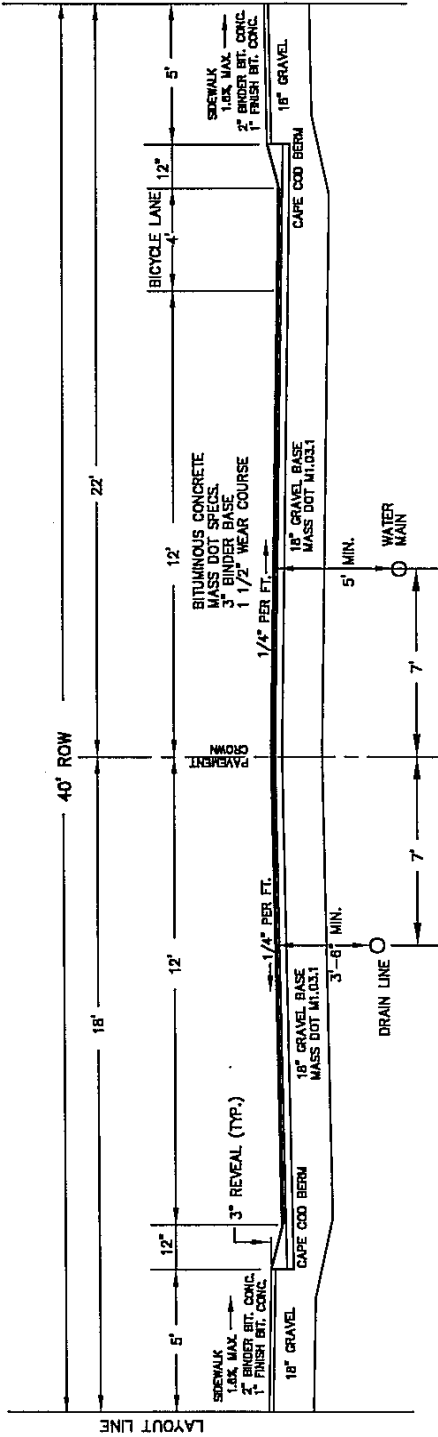 LAYOUT LINE
40' ROW
18'
22'
5'
12"
12'
12'
4'
12"
5'
BICYCLE LANE
3" REVEAL (TYP.)
PAVEMENT
CROWN
BITUMINOUS CONCRETE
MASS DOT SPECS.
3" BINDER BASE
1 1/2" WEAR COURSE
SIDEWALK
1.8% MAX.
2" BINDER BIT. CONC.
1" FINISH BIT. CONC.
18" GRAVEL
CAPE COD BERM
1/4" PER FT.
18" GRAVEL BASE
MASS DOT M1.03.1
3'-6" MIN.
DRAIN LINE
7'
7'
1/4" PER FT.
18" GRAVEL BASE
MASS DOT M1.03.1
5' MIN.
WATER
MAIN
SIDEWALK
1.8% MAX.
2" BINDER BIT. CONC.
1" FINISH BIT. CONC.
18" GRAVEL
CAPE COD BERM